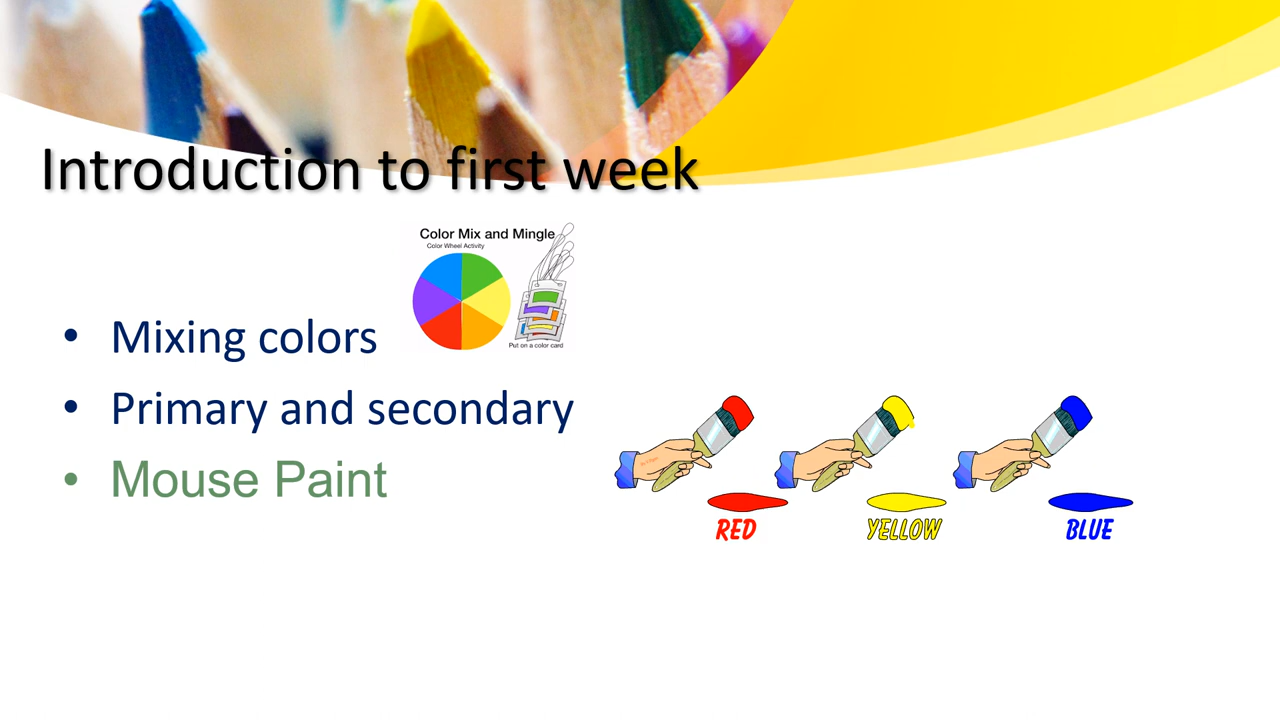 Introduction to first week
Color Mix and Mingle
Color Wheel Activity
Put on a color card
• Mixing colors
• Primary and secondary
• Mouse Paint
RED
YELLOW
BLUE